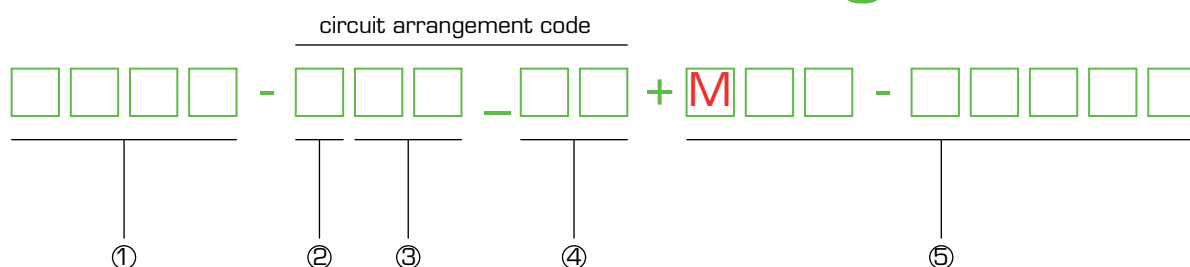 circuit arrangement code
- _ + M -
① ② ③ ④ ⑤